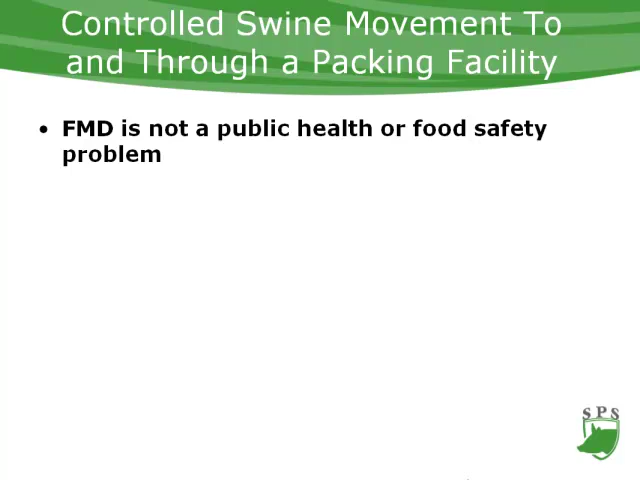 Controlled Swine Movement To
and Through a Packing Facility
• FMD is not a public health or food safety
problem
SPS